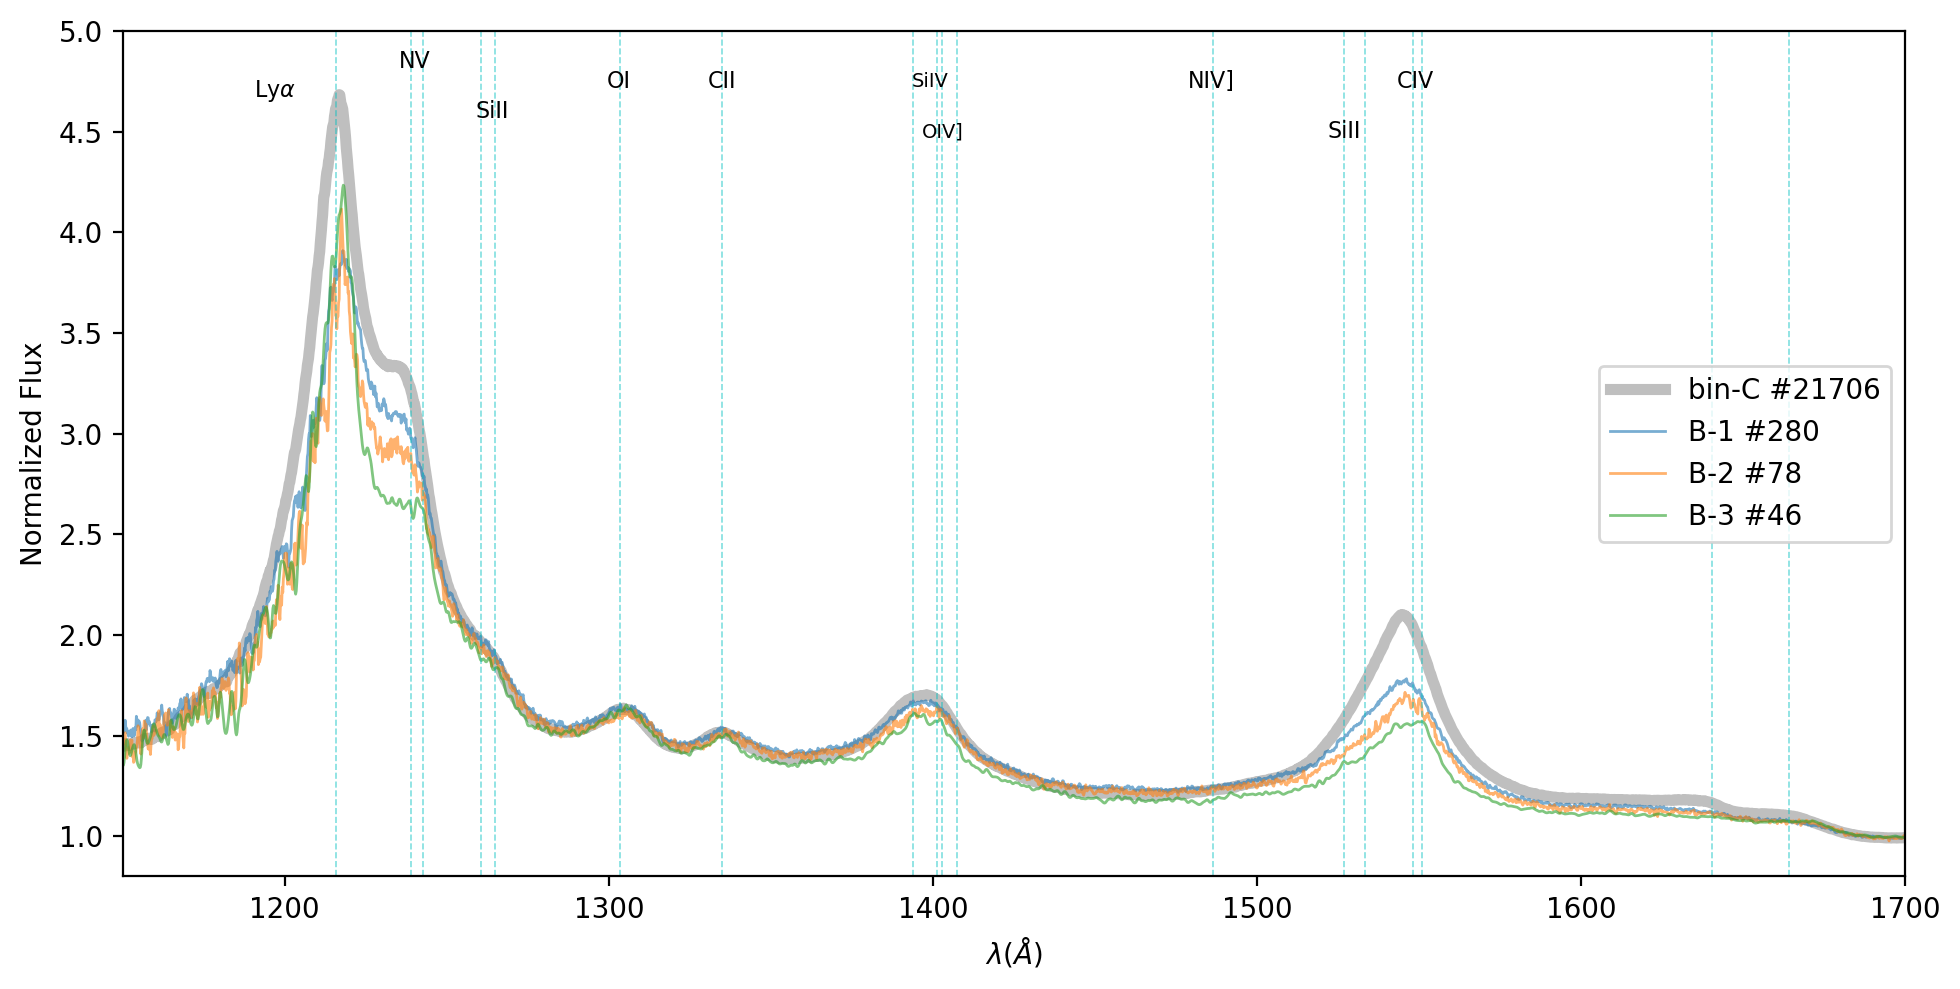 5.0
4.5
4.0
3.5
3.0
2.5
2.0
1.5
1.0
Normalized Flux
Lyα
NV
SiII
OI
CII
SiIV
OIV]
NIV]
SiII
CIV
bin-C #21706
B-1 #280
B-2 #78
B-3 #46
1200 1300 1400 1500 1600 1700
λ(Å)